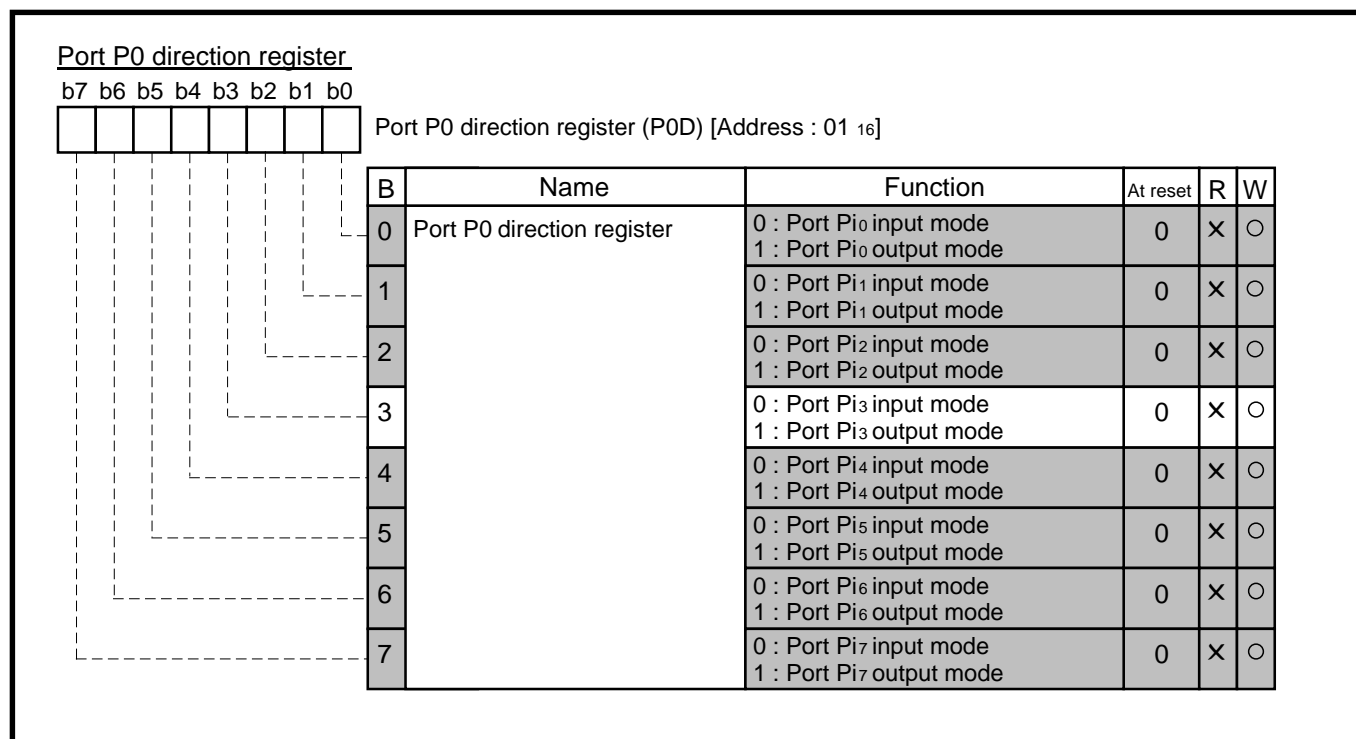 Port P0 direction register
b7 b6 b5 b4 b3 b2 b1 b0
Port P0 direction register (P0D) [Address : 01 16]
B Name Function At reset R W
0 Port P0 direction register 0 : Port Pi0 input mode 0 × ○
1 : Port Pi0 output mode
1 0 : Port Pi1 input mode 0 × ○
1 : Port Pi1 output mode
2 0 : Port Pi2 input mode 0 × ○
1 : Port Pi2 output mode
3 0 : Port Pi3 input mode 0 × ○
1 : Port Pi3 output mode
4 0 : Port Pi4 input mode 0 × ○
1 : Port Pi4 output mode
5 0 : Port Pi5 input mode 0 × ○
1 : Port Pi5 output mode
6 0 : Port Pi6 input mode 0 × ○
1 : Port Pi6 output mode
7 0 : Port Pi7 input mode 0 × ○
1 : Port Pi7 output mode